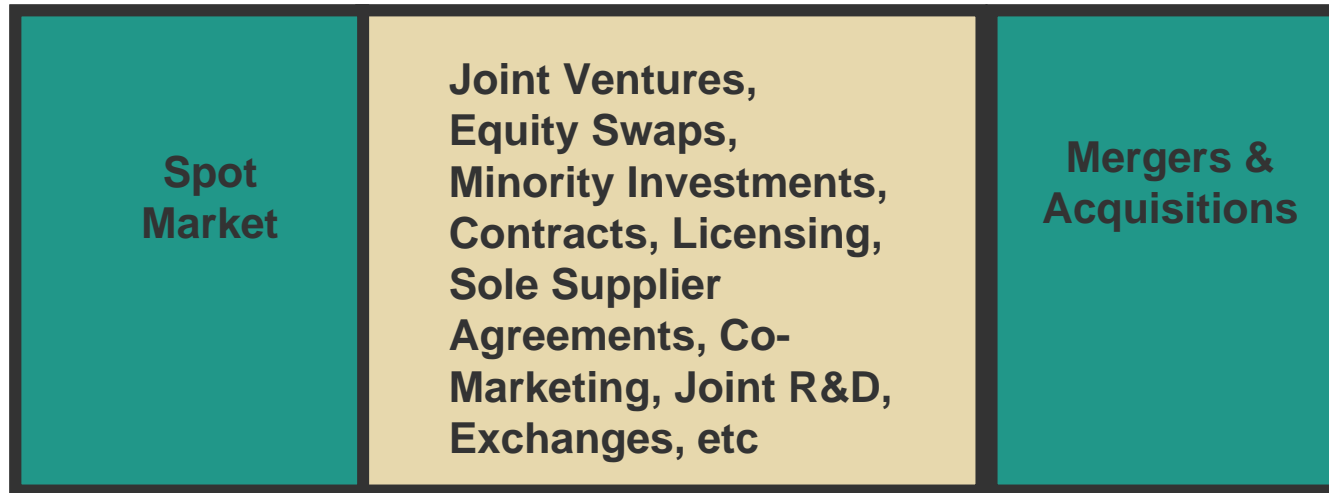 Spot
Market
Joint Ventures,
Equity Swaps,
Minority Investments,
Contracts, Licensing,
Sole Supplier
Agreements, Co-
Marketing, Joint R&D,
Exchanges, etc
Mergers &
Acquisitions